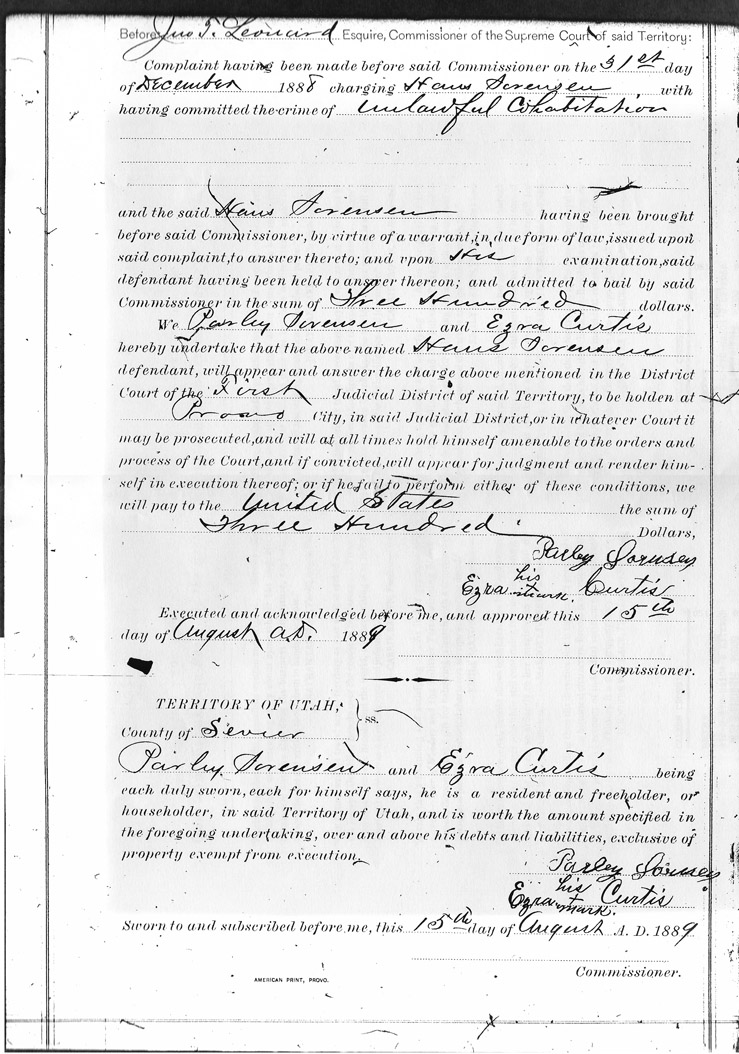 Before Jno T. Leonard Esquire, Commissioner of the Supreme Court of said Territory:
Complaint having been made before said Commissioner on the 31st day
of December 1888 charging Hans Sorensen with
having committed the crime of Unlawful Cohabitation
and the said Hans Sorensen having been brought
before said Commissioner, by virtue of a warrant, in due form of law, issued upon
said complaint, to answer thereto; and vpon His examination, said
defendant having been held to answer thereon; and admitted to bail by said
Commissioner in the sum of Three Hundred dollars.
We Parley Sorensen and Ezra Curtis
hereby undertake that the above named Hans Sorensen
defendant, will appear and answer the charge above mentioned in the District
Court of the First Judicial District of said Territory, to be holden at
Provo City, in said Judicial District, or in whatever Court it
may be prosecuted, and will at all times hold himself amenable to the orders and
process of the Court, and if convicted, will appear for judgment and render him-
self in execution thereof; or if he fail to perform either of these conditions, we
will pay to the United States the sum of
Three Hundred Dollars,
Parley Sornsen
his
Ezra mark. Curtis
Executed and acknowledged before me, and approved this 15th
day of August A.D. 1889
Commissioner.
TERRITORY OF UTAH,
County of Sevier } ss.
Parley Sorensen and Ezra Curtis being
each duly sworn, each for himself says, he is a resident and freeholder, or
householder, in said Territory of Utah, and is worth the amount specified in
the foregoing undertaking, over and above his debts and liabilities, exclusive of
property exempt from execution.
Parley Sornsen
his
Ezra mark. Curtis
Sworn to and subscribed before me, this 15th day of August A. D. 1889
Commissioner.
AMERICAN PRINT, PROVO.